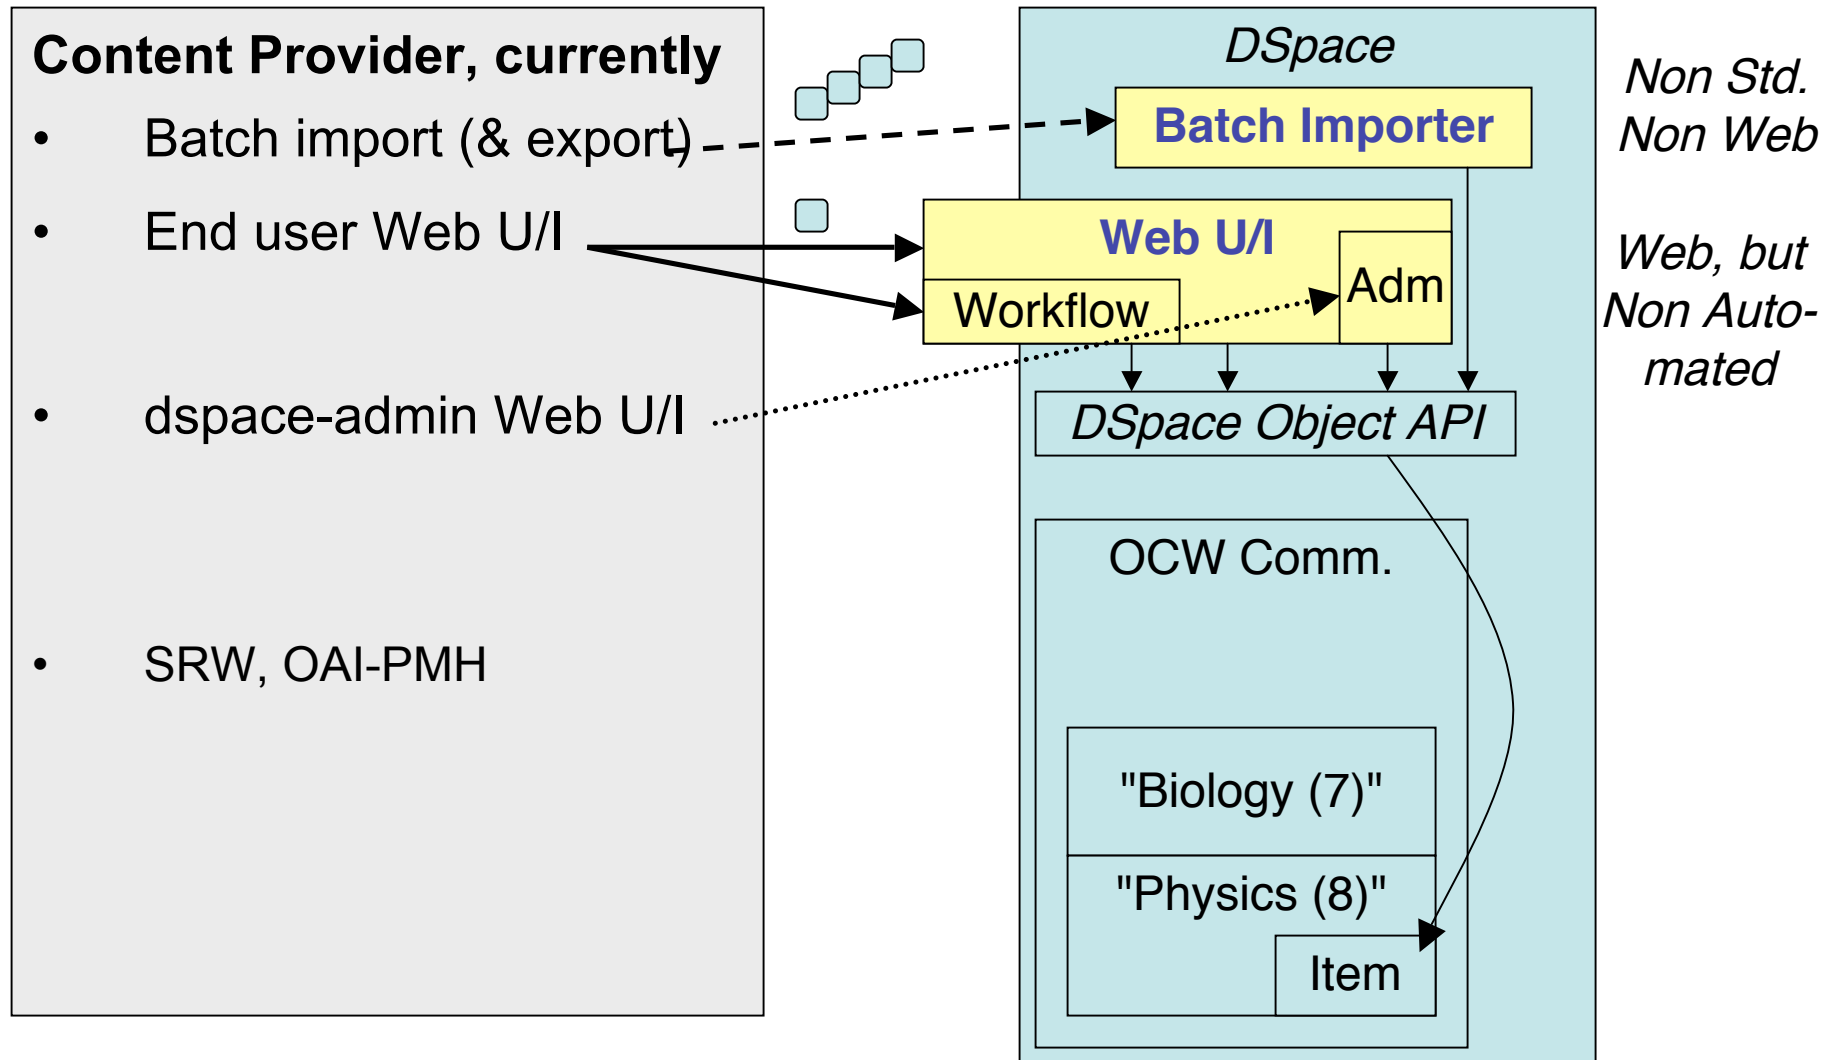 Content Provider, currently
• Batch import (& export)
• End user Web U/I
• dspace-admin Web U/I
• SRW, OAI-PMH
DSpace
Batch Importer
Web U/I
Workflow
Adm
DSpace Object API
OCW Comm.
"Biology (7)"
"Physics (8)"
Item
Non Std.
Non Web
Web, but
Non Auto-
mated